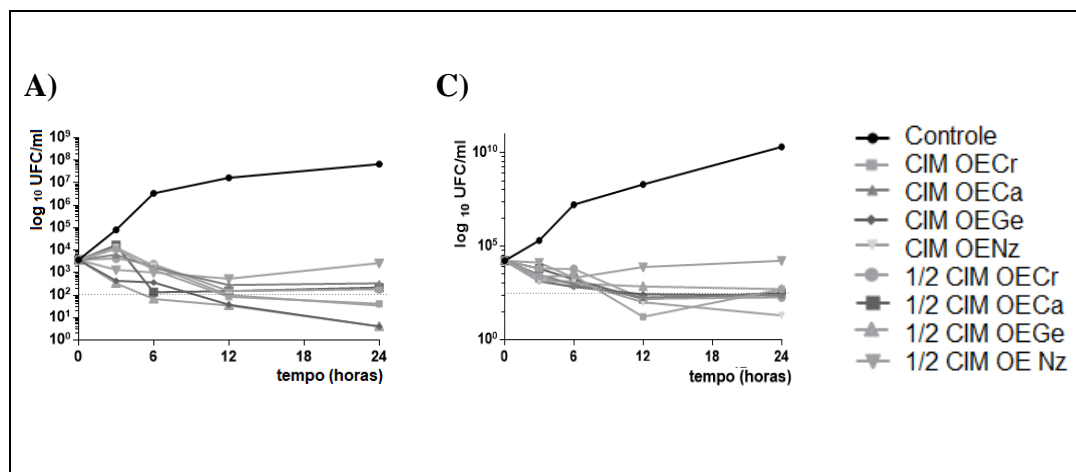 A)
C)
log 10 UFC/ml
10⁹
10⁸
10⁷
10⁶
10⁵
10⁴
10³
10²
10¹
10⁰
0
6
12
18
24
tempo (horas)
log 10 UFC/ml
10¹⁰
10⁵
10⁰
0
6
12
18
24
tempo (horas)
Controle
CIM OECr
CIM OECa
CIM OEGe
CIM OENz
1/2 CIM OECr
1/2 CIM OECa
1/2 CIM OEGe
1/2 CIM OE Nz